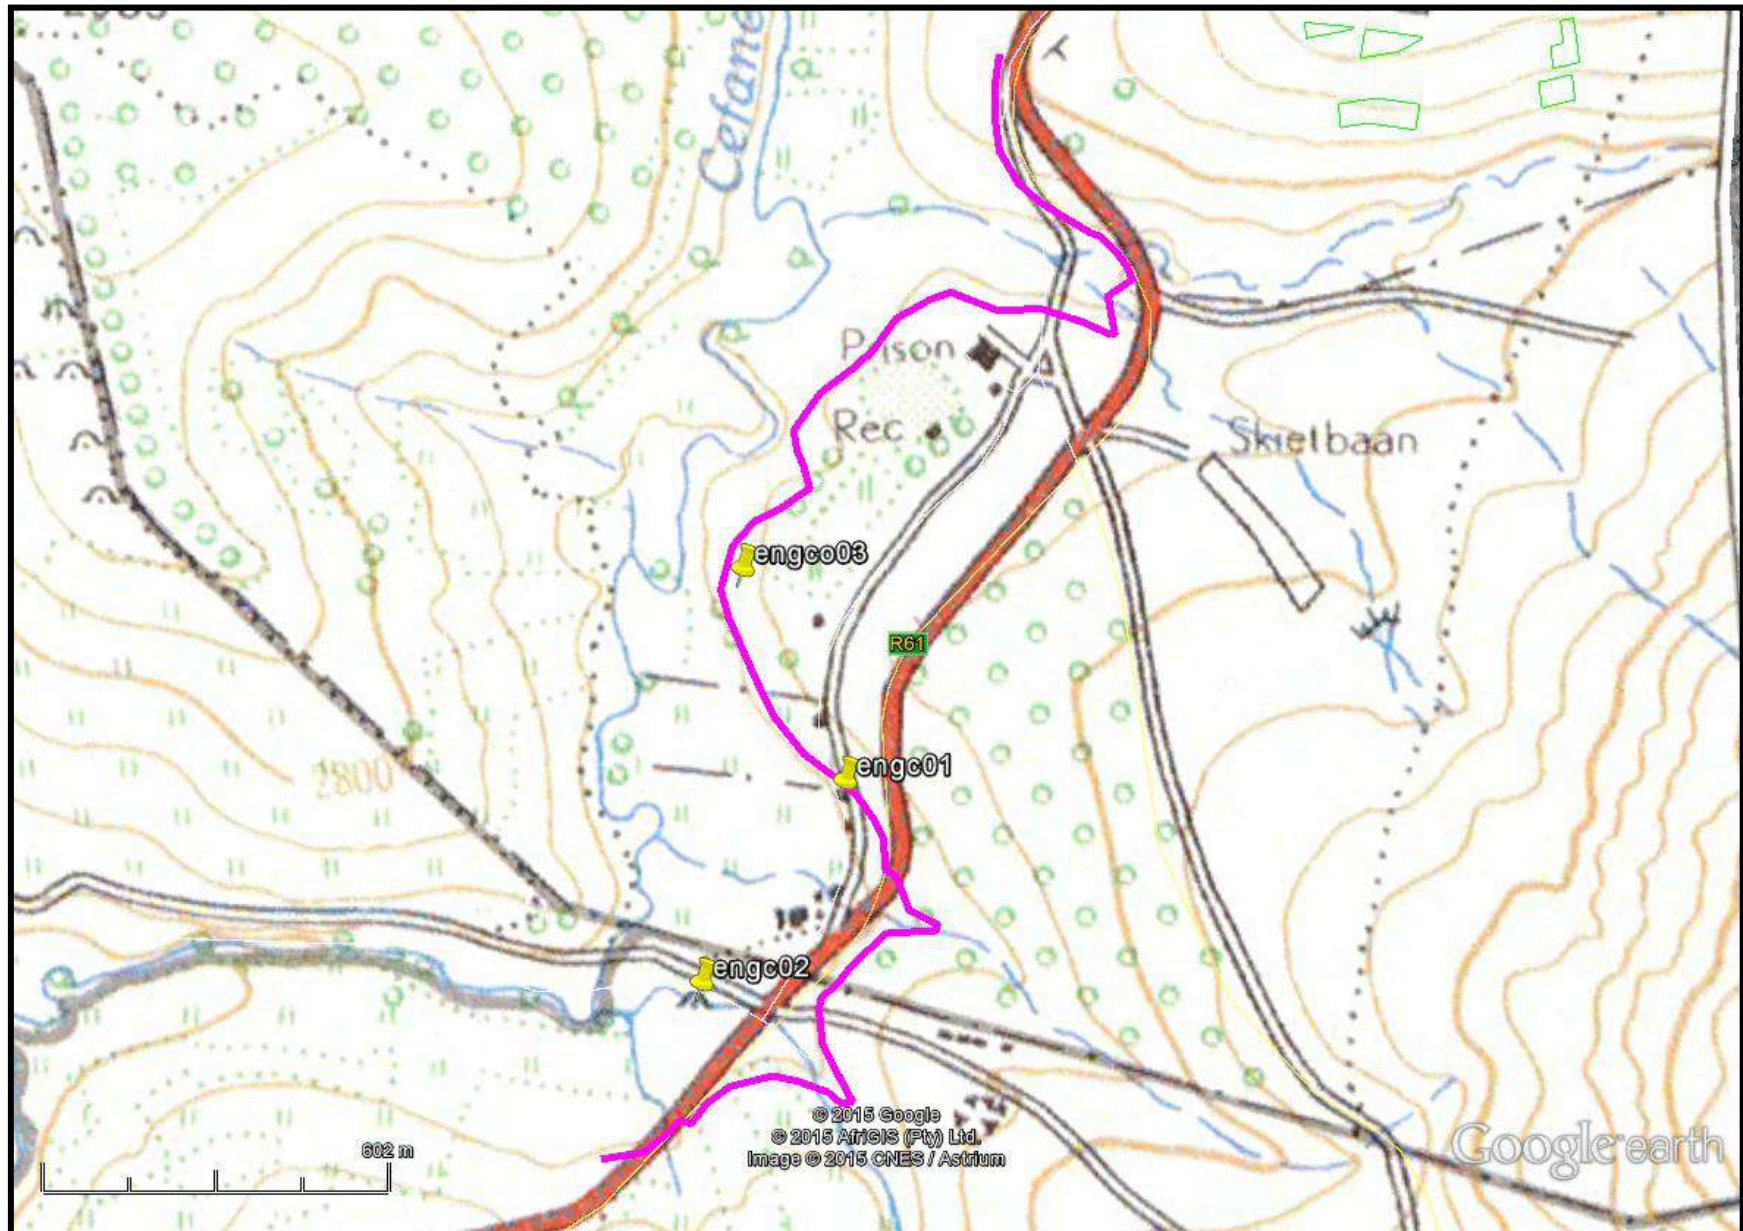 Cefane
Prison
Rec
Skietbaan
engco03
R61
engc01
2800
engc02
© 2015 Google
© 2015 AfriGIS (Pty) Ltd.
Image © 2015 CNES / Astrium
602 m
Google earth